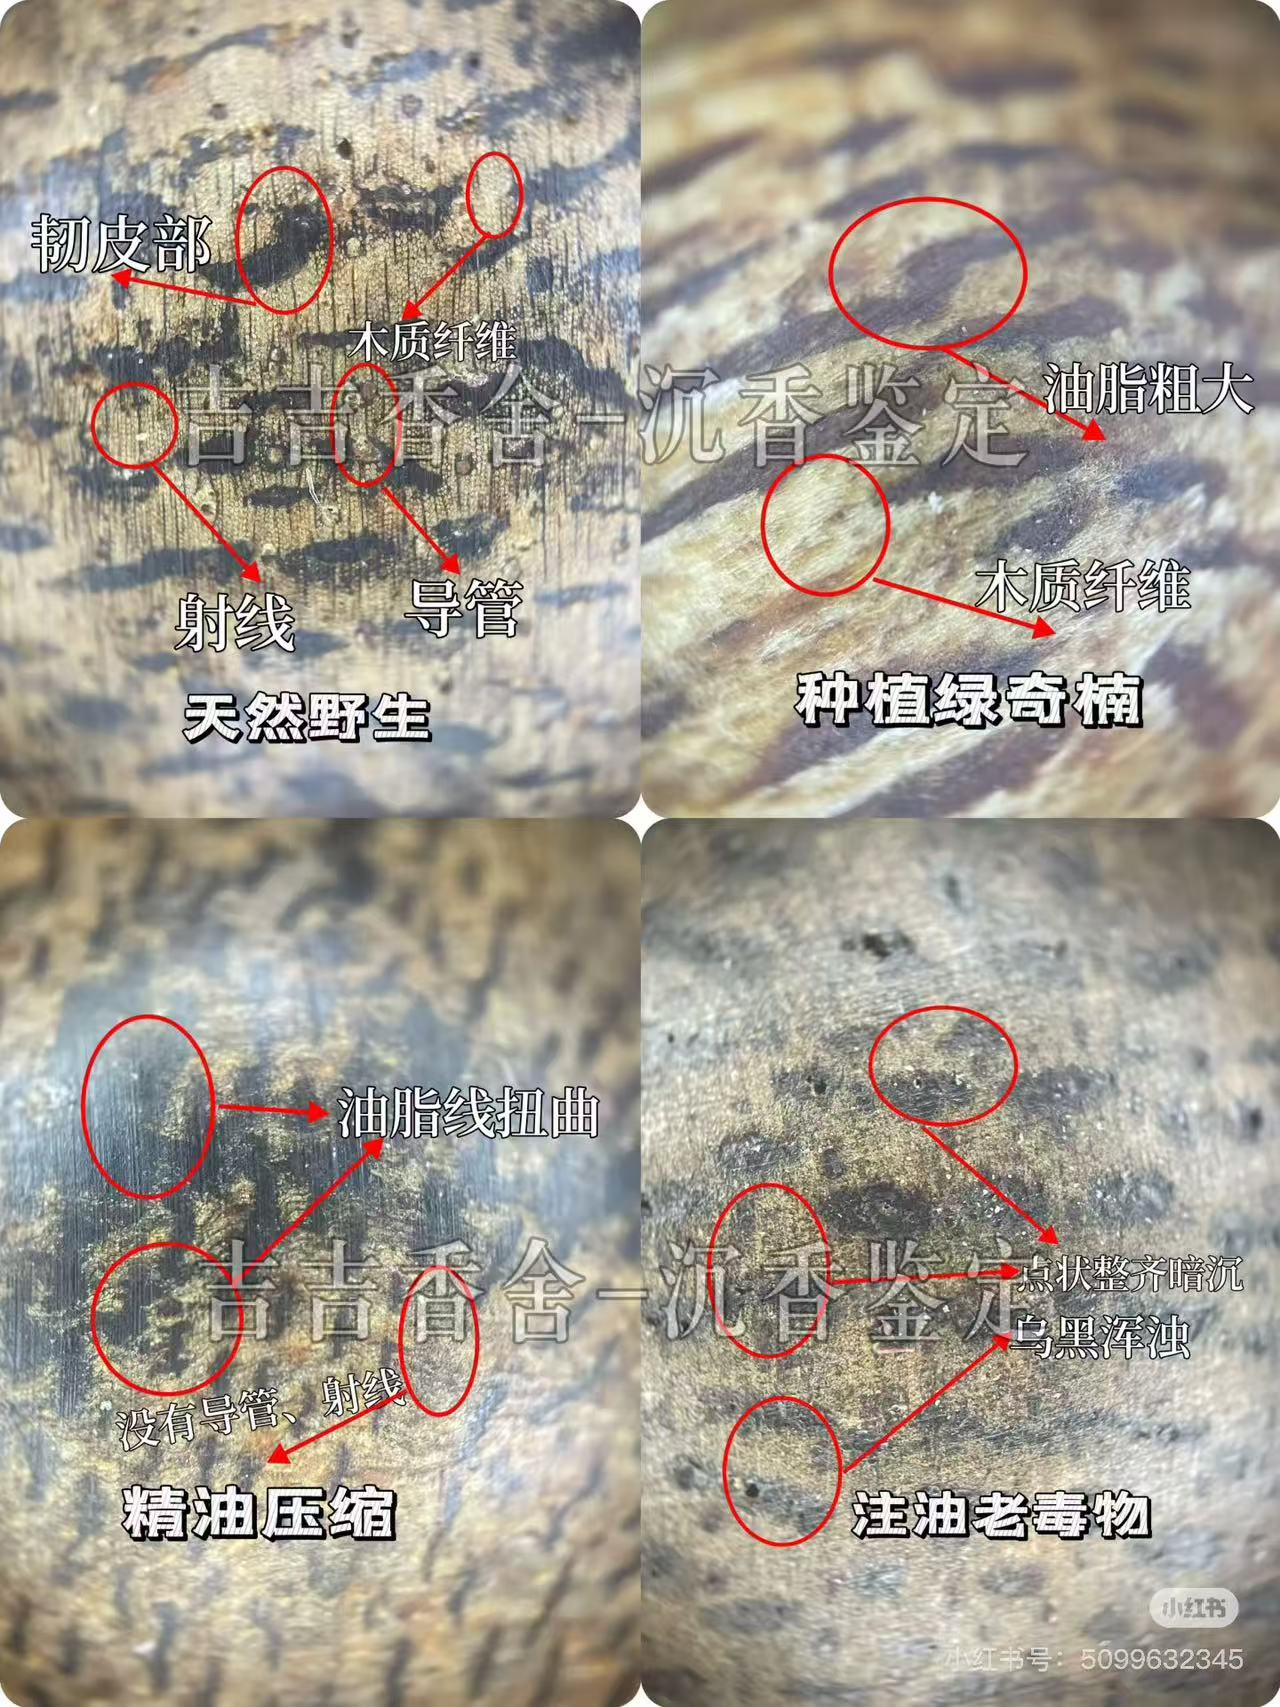 韧皮部
木质纤维
吉吉香舍-沉香鉴定
射线
导管
天然野生
油脂粗大
木质纤维
种植绿奇楠
油脂线扭曲
吉吉香舍-沉香鉴定
没有导管、射线
精油压缩
点状整齐暗沉
乌黑浑浊
注油老毒物
小红书
小红书号：5099632345